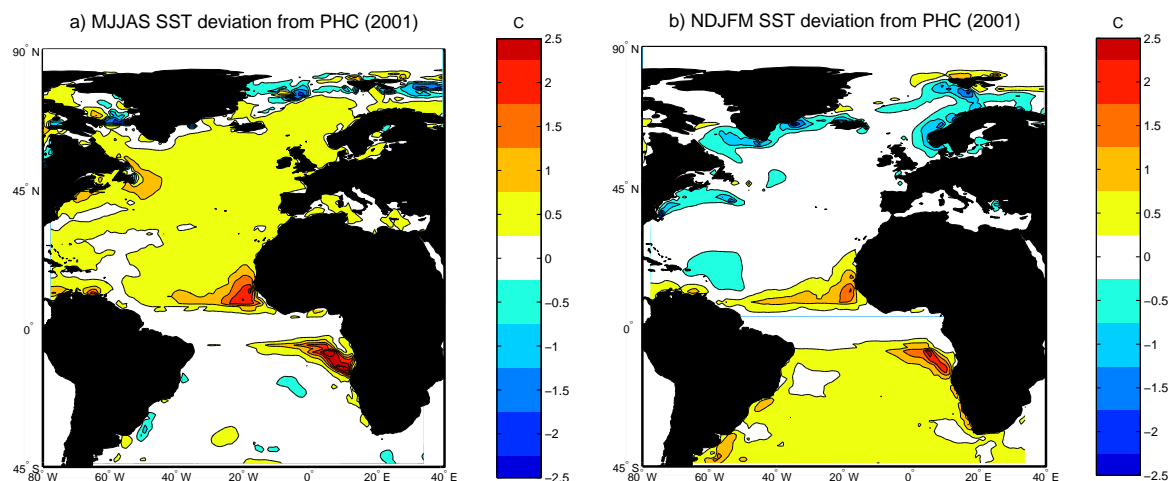 a) MJJAS SST deviation from PHC (2001)
C
90° N
45° N
0°
45° S
80° W
60° W
40° W
20° W
0°
20° E
40° E
2.5
2
1.5
1
0.5
0
−0.5
−1
−1.5
−2
−2.5
b) NDJFM SST deviation from PHC (2001)
C
90° N
45° N
0°
45° S
80° W
60° W
40° W
20° W
0°
20° E
40° E
2.5
2
1.5
1
0.5
0
−0.5
−1
−1.5
−2
−2.5